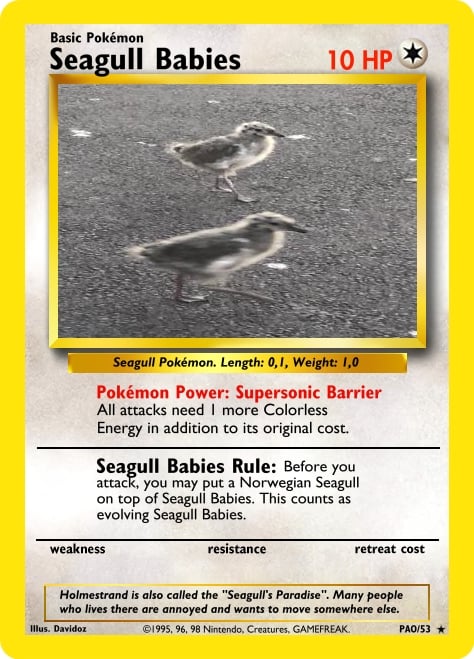 Basic Pokémon
Seagull Babies
10 HP
Seagull Pokémon. Length: 0,1, Weight: 1,0
Pokémon Power: Supersonic Barrier
All attacks need 1 more Colorless
Energy in addition to its original cost.
Seagull Babies Rule: Before you
attack, you may put a Norwegian Seagull
on top of Seagull Babies. This counts as
evolving Seagull Babies.
weakness resistance retreat cost
Holmestrand is also called the "Seagull's Paradise". Many people
who lives there are annoyed and wants to move somewhere else.
Illus. Davidoz ©1995, 96, 98 Nintendo, Creatures, GAMEFREAK. PAO/53 ★